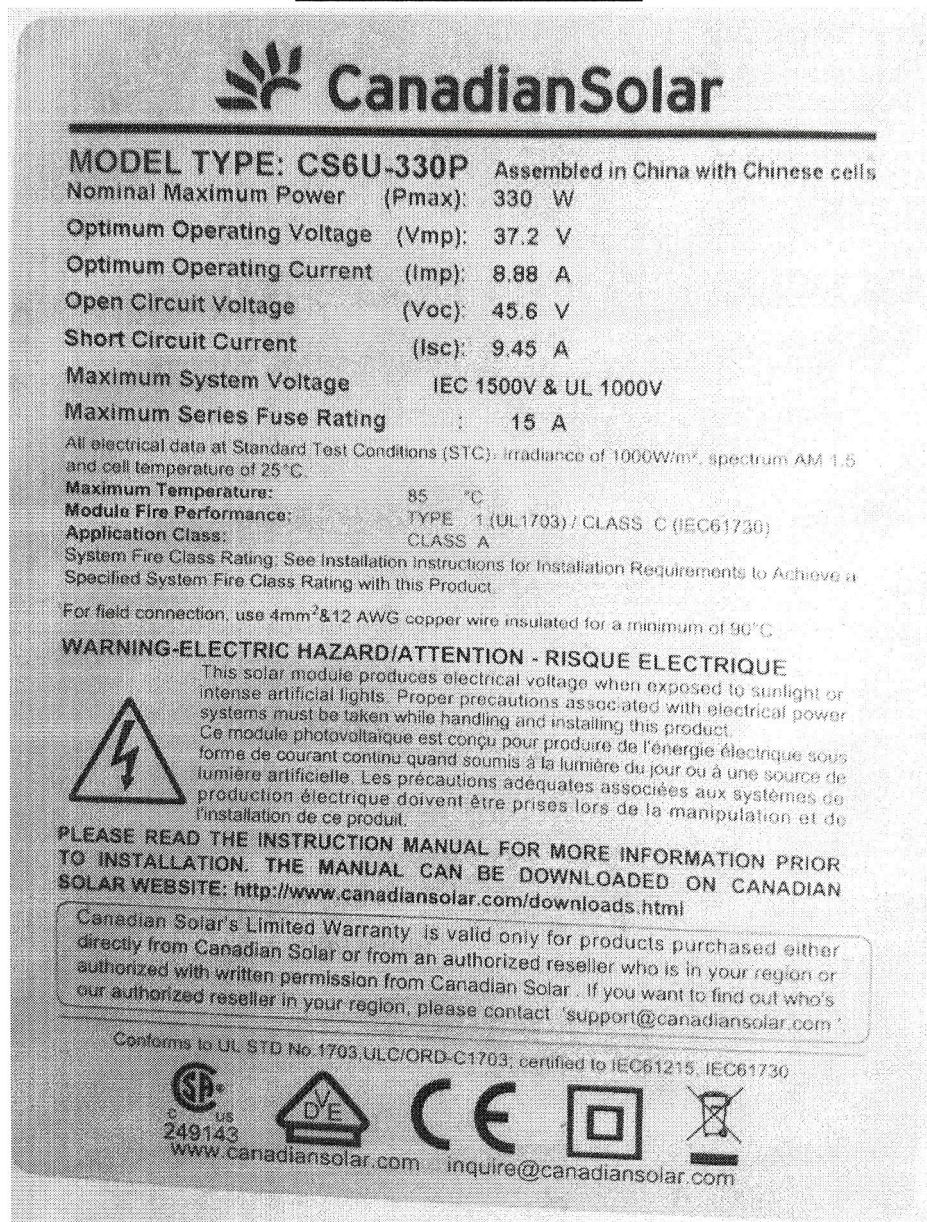 CanadianSolar
MODEL TYPE: CS6U-330P Assembled in China with Chinese cells
Nominal Maximum Power (Pmax): 330 W
Optimum Operating Voltage (Vmp): 37.2 V
Optimum Operating Current (Imp): 8.88 A
Open Circuit Voltage (Voc): 45.6 V
Short Circuit Current (Isc): 9.45 A
Maximum System Voltage IEC 1500V & UL 1000V
Maximum Series Fuse Rating : 15 A
All electrical data at Standard Test Conditions (STC): irradiance of 1000W/m², spectrum AM 1.5
and cell temperature of 25°C.
Maximum Temperature: 85 °C
Module Fire Performance: TYPE 1 (UL1703) / CLASS C (IEC61730)
Application Class: CLASS A
System Fire Class Rating: See Installation Instructions for Installation Requirements to Achieve a
Specified System Fire Class Rating with this Product.
For field connection, use 4mm²&12 AWG copper wire insulated for a minimum of 90°C
WARNING-ELECTRIC HAZARD/ATTENTION - RISQUE ELECTRIQUE
This solar module produces electrical voltage when exposed to sunlight or
intense artificial lights. Proper precautions associated with electrical power
systems must be taken while handling and installing this product.
Ce module photovoltaïque est conçu pour produire de l'énergie électrique sous
forme de courant continu quand soumis à la lumière du jour ou à une source de
lumière artificielle. Les précautions adéquates associées aux systèmes de
production électrique doivent être prises lors de la manipulation et de
l'installation de ce produit.
PLEASE READ THE INSTRUCTION MANUAL FOR MORE INFORMATION PRIOR
TO INSTALLATION. THE MANUAL CAN BE DOWNLOADED ON CANADIAN
SOLAR WEBSITE: http://www.canadiansolar.com/downloads.html
Canadian Solar's Limited Warranty is valid only for products purchased either
directly from Canadian Solar or from an authorized reseller who is in your region or
authorized with written permission from Canadian Solar . If you want to find out who's
our authorized reseller in your region, please contact 'support@canadiansolar.com '.
Conforms to UL STD No.1703,ULC/ORD-C1703; certified to IEC61215, IEC61730
SA
C US
249143
DVE
CE
www.canadiansolar.com inquire@canadiansolar.com